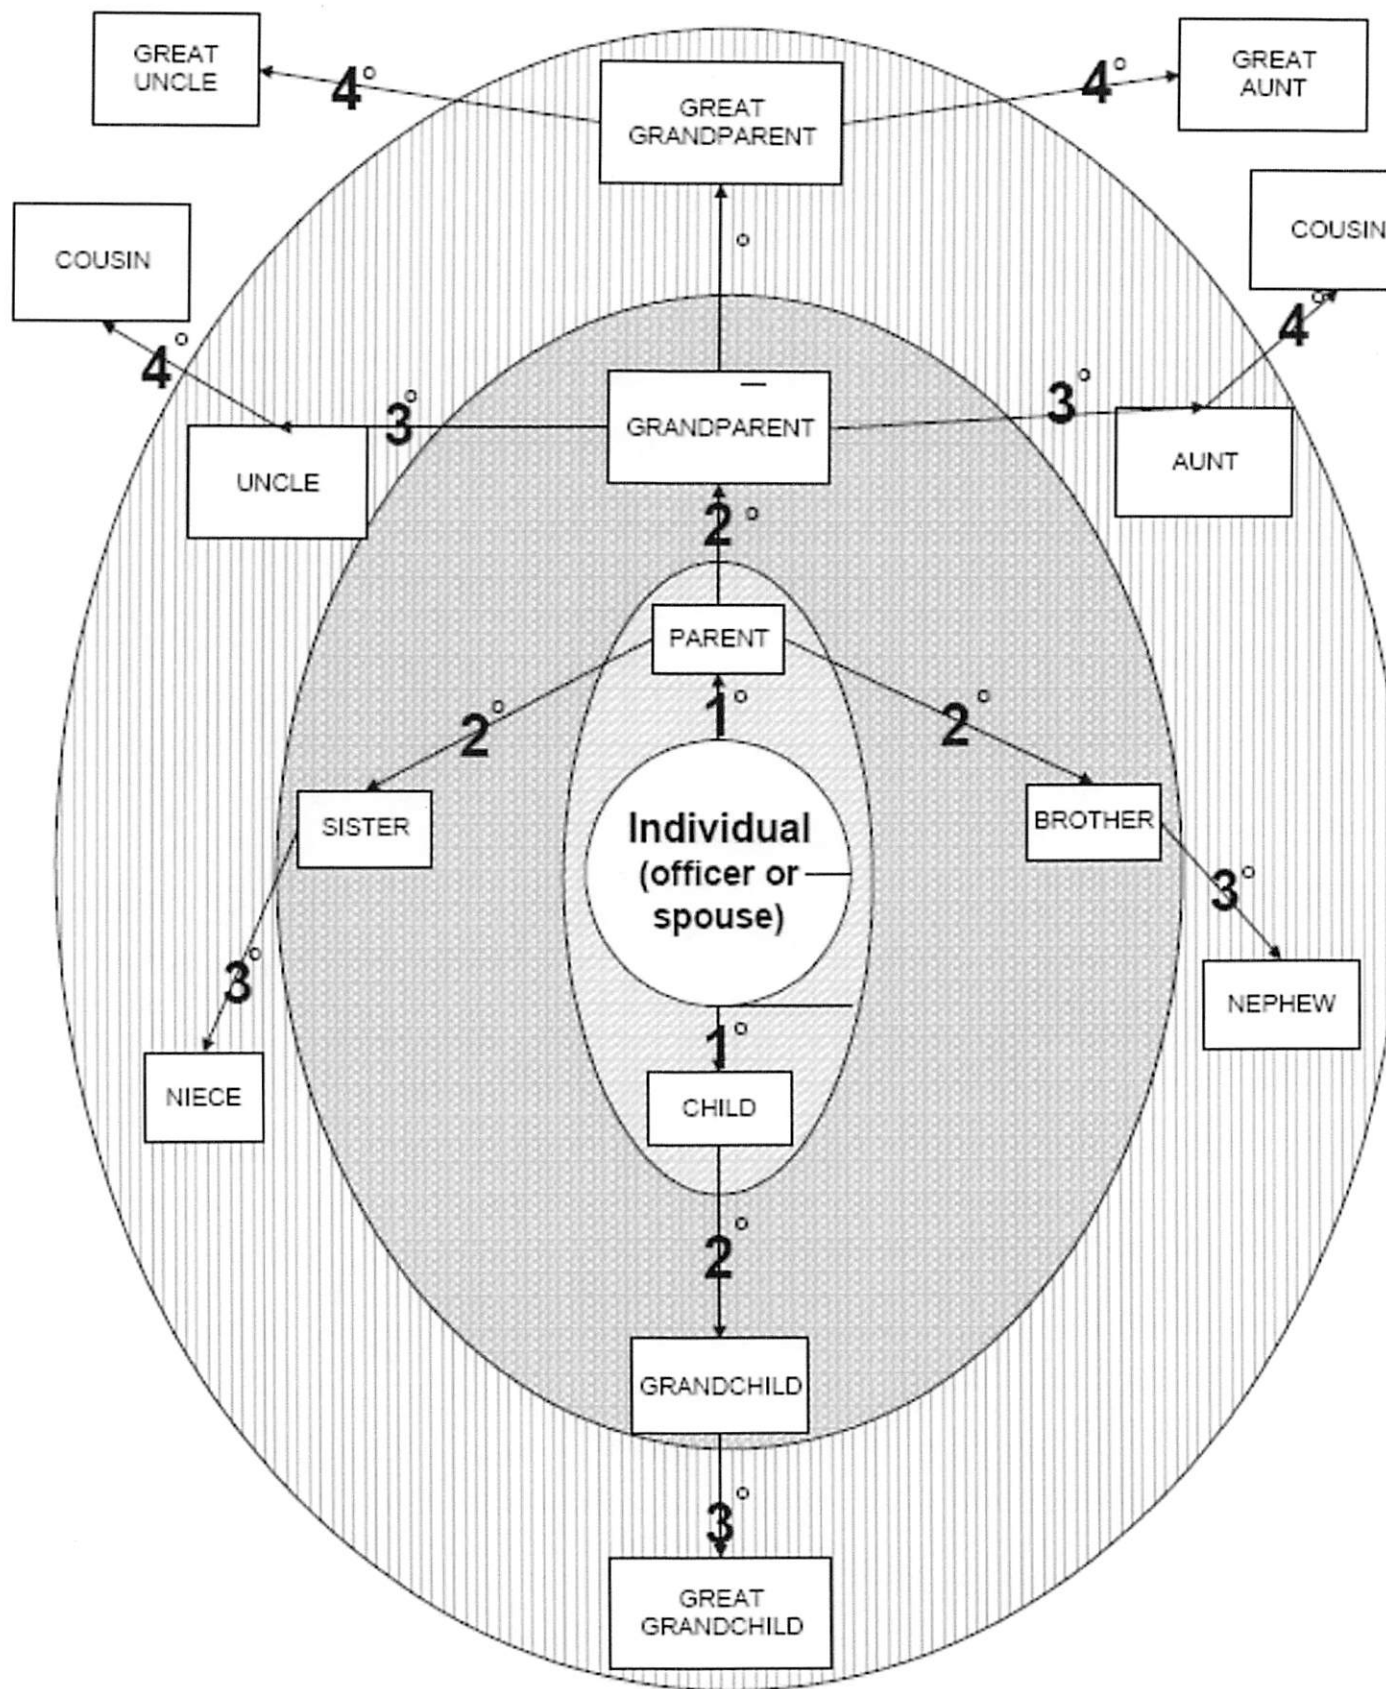 GREAT
UNCLE
4°
GREAT
GRANDPARENT
4°
GREAT
AUNT
COUSIN
COUSIN
°
4°
4°
3°
GRANDPARENT
3°
UNCLE
AUNT
2°
PARENT
1°
2°
2°
SISTER
BROTHER
Individual
(officer or
spouse)
3°
3°
NIECE
NEPHEW
1°
CHILD
2°
GRANDCHILD
3°
GREAT
GRANDCHILD